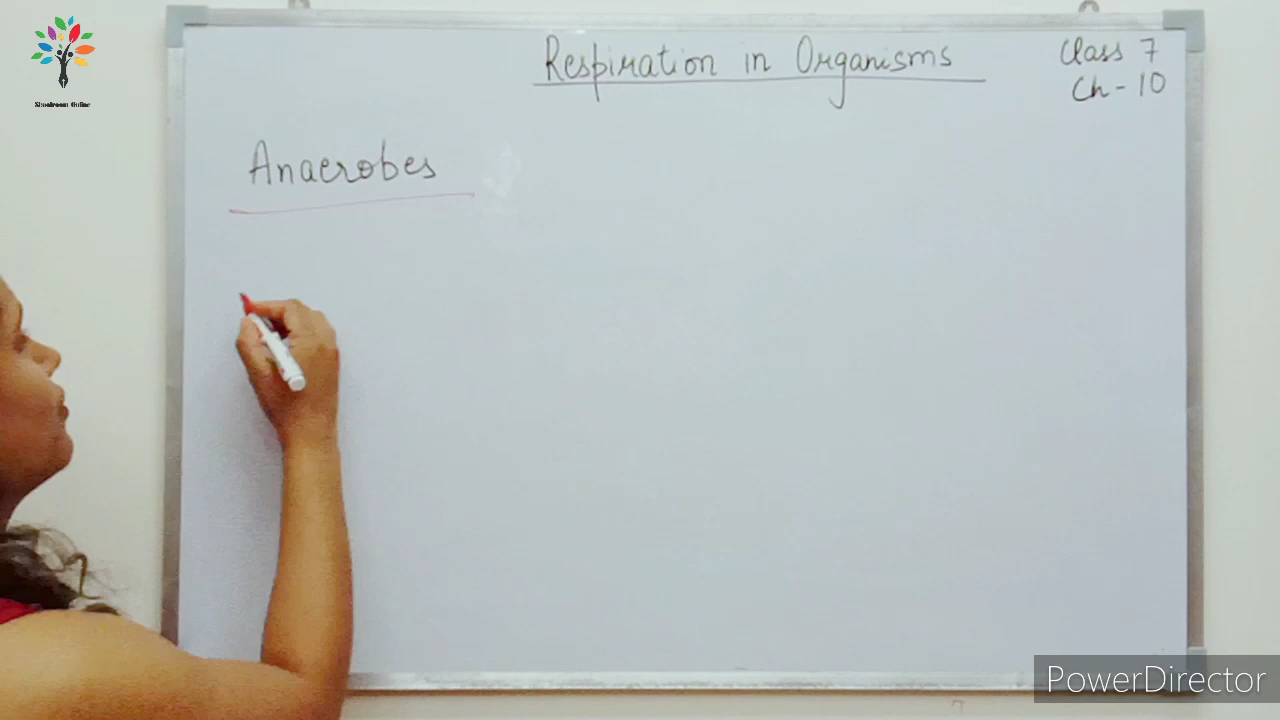 Respiration in Organisms
Class 7
Ch - 10
Anaerobes
PowerDirector